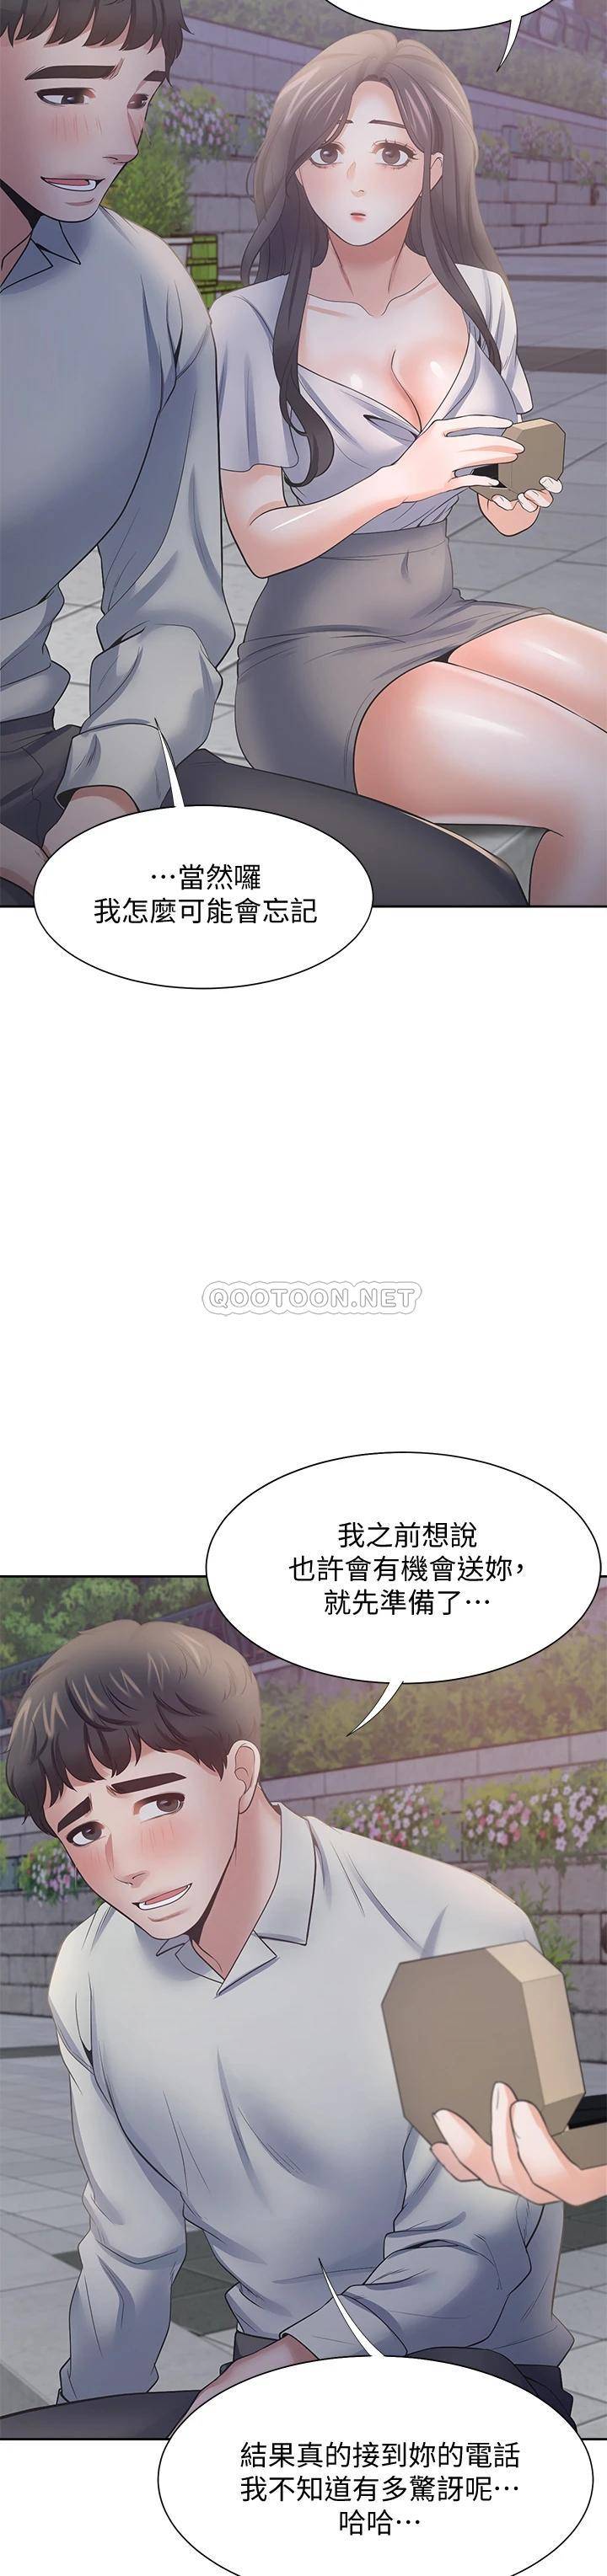 …當然囉
我怎麼可能會忘記
QOOTOON.NET
我之前想說
也許會有機會送妳，
就先準備了…
結果真的接到妳的電話
我不知道有多驚訝呢…
哈哈…